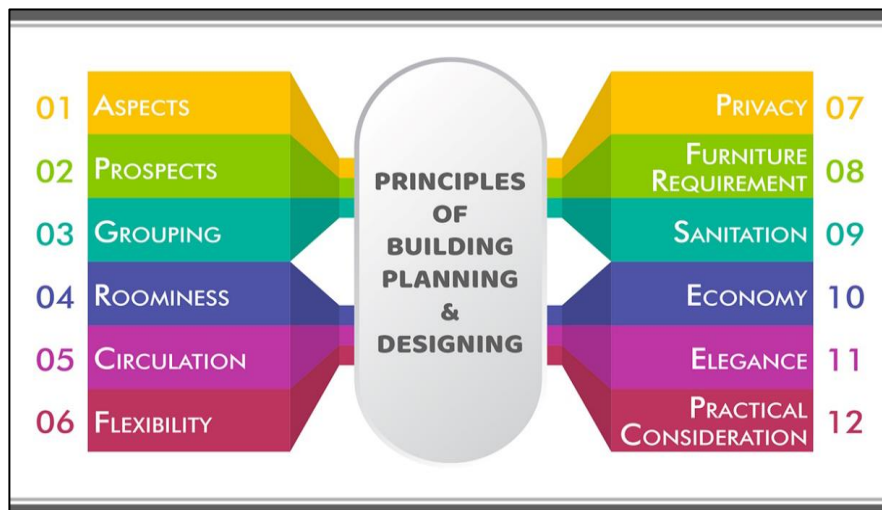 01 ASPECTS
02 PROSPECTS
03 GROUPING
04 ROOMINESS
05 CIRCULATION
06 FLEXIBILITY
PRINCIPLES
OF
BUILDING
PLANNING
&
DESIGNING
PRIVACY 07
FURNITURE
REQUIREMENT 08
SANITATION 09
ECONOMY 10
ELEGANCE 11
PRACTICAL
CONSIDERATION 12